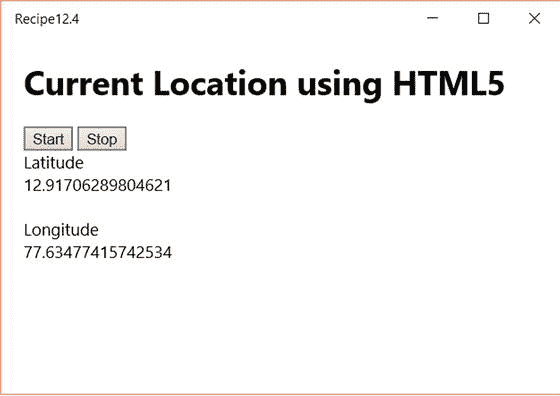 Recipe12.4
Current Location using HTML5
Start Stop
Latitude
12.91706289804621
Longitude
77.63477415742534